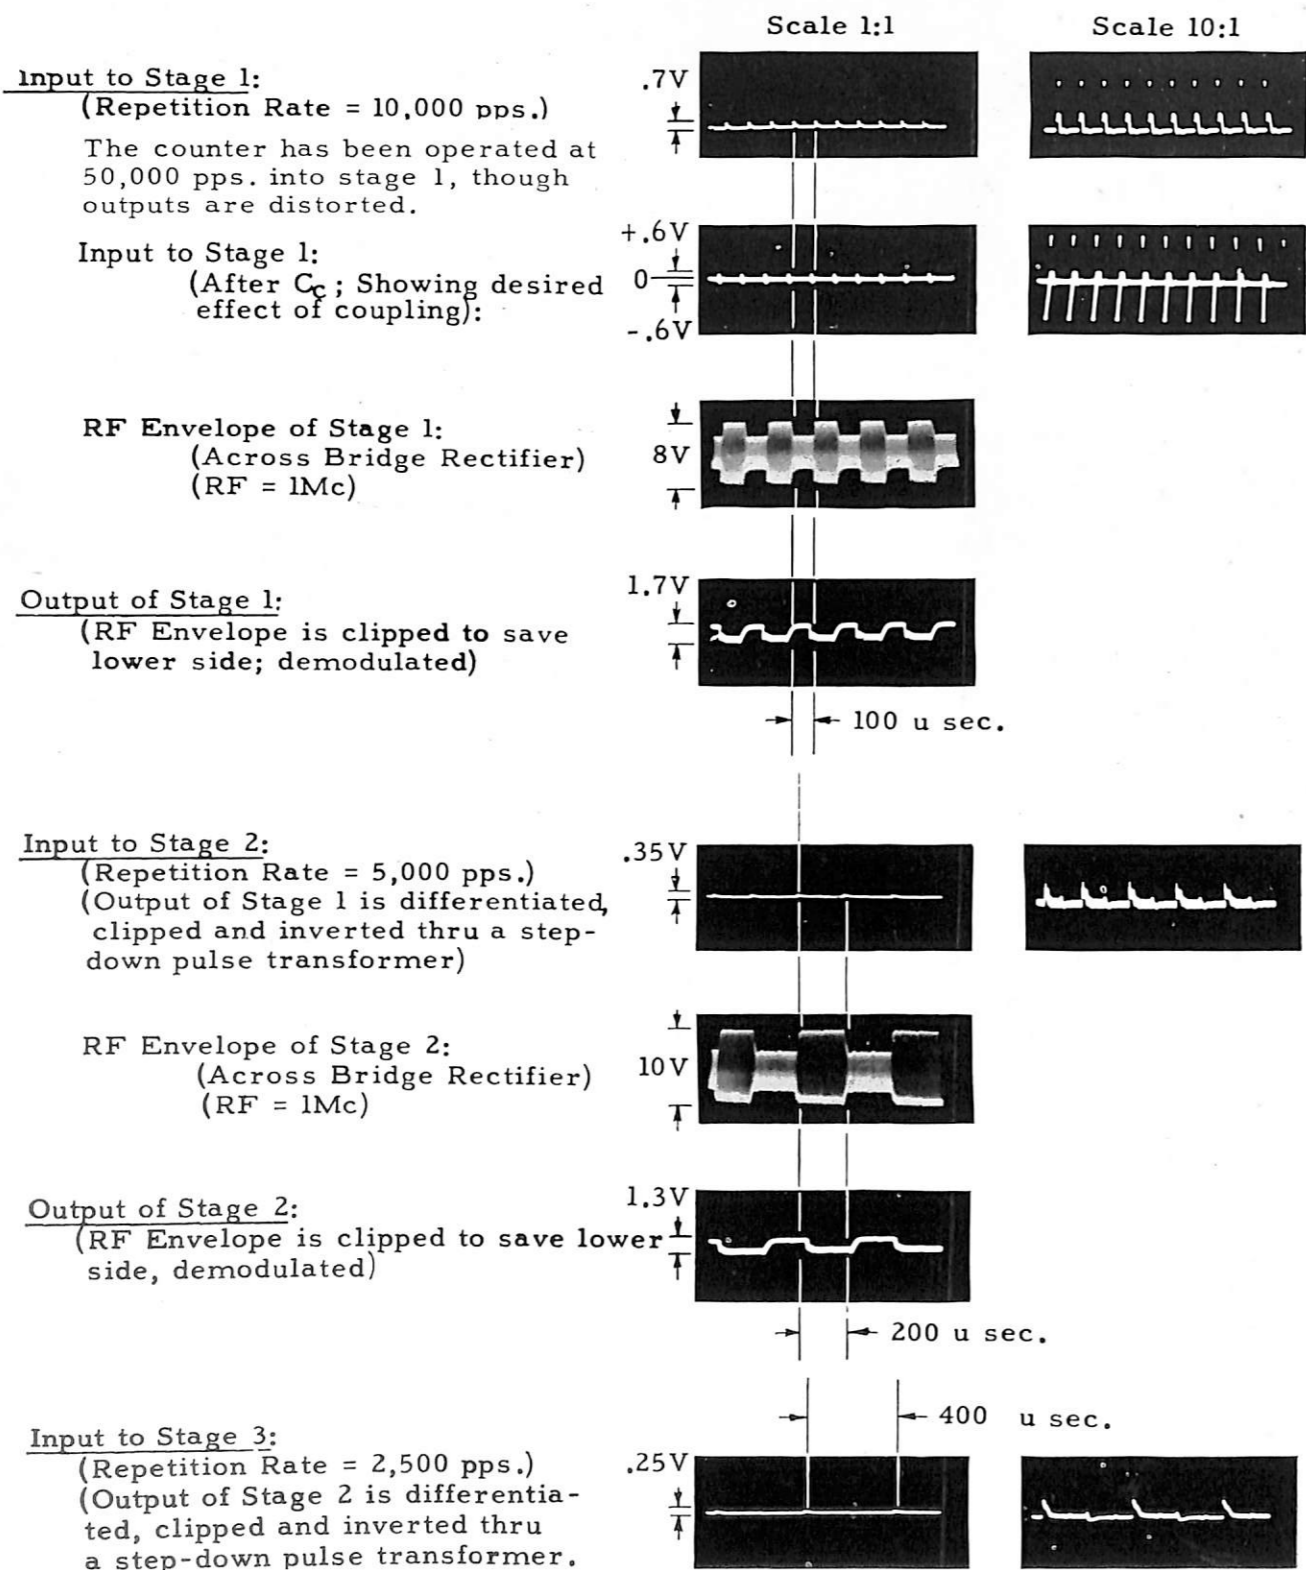 Scale 1:1
Scale 10:1
Input to Stage 1:
(Repetition Rate = 10,000 pps.)
The counter has been operated at
50,000 pps. into stage 1, though
outputs are distorted.
.7V
Input to Stage 1:
(After Cc; Showing desired
effect of coupling):
+.6V
0
-.6V
RF Envelope of Stage 1:
(Across Bridge Rectifier)
(RF = 1Mc)
8V
Output of Stage 1:
(RF Envelope is clipped to save
lower side; demodulated)
1.7V
100 u sec.
Input to Stage 2:
(Repetition Rate = 5,000 pps.)
(Output of Stage 1 is differentiated,
clipped and inverted thru a step-
down pulse transformer)
.35V
RF Envelope of Stage 2:
(Across Bridge Rectifier)
(RF = 1Mc)
10V
Output of Stage 2:
(RF Envelope is clipped to save lower
side, demodulated)
1.3V
200 u sec.
400 u sec.
Input to Stage 3:
(Repetition Rate = 2,500 pps.)
(Output of Stage 2 is differentia-
ted, clipped and inverted thru
a step-down pulse transformer.
.25V